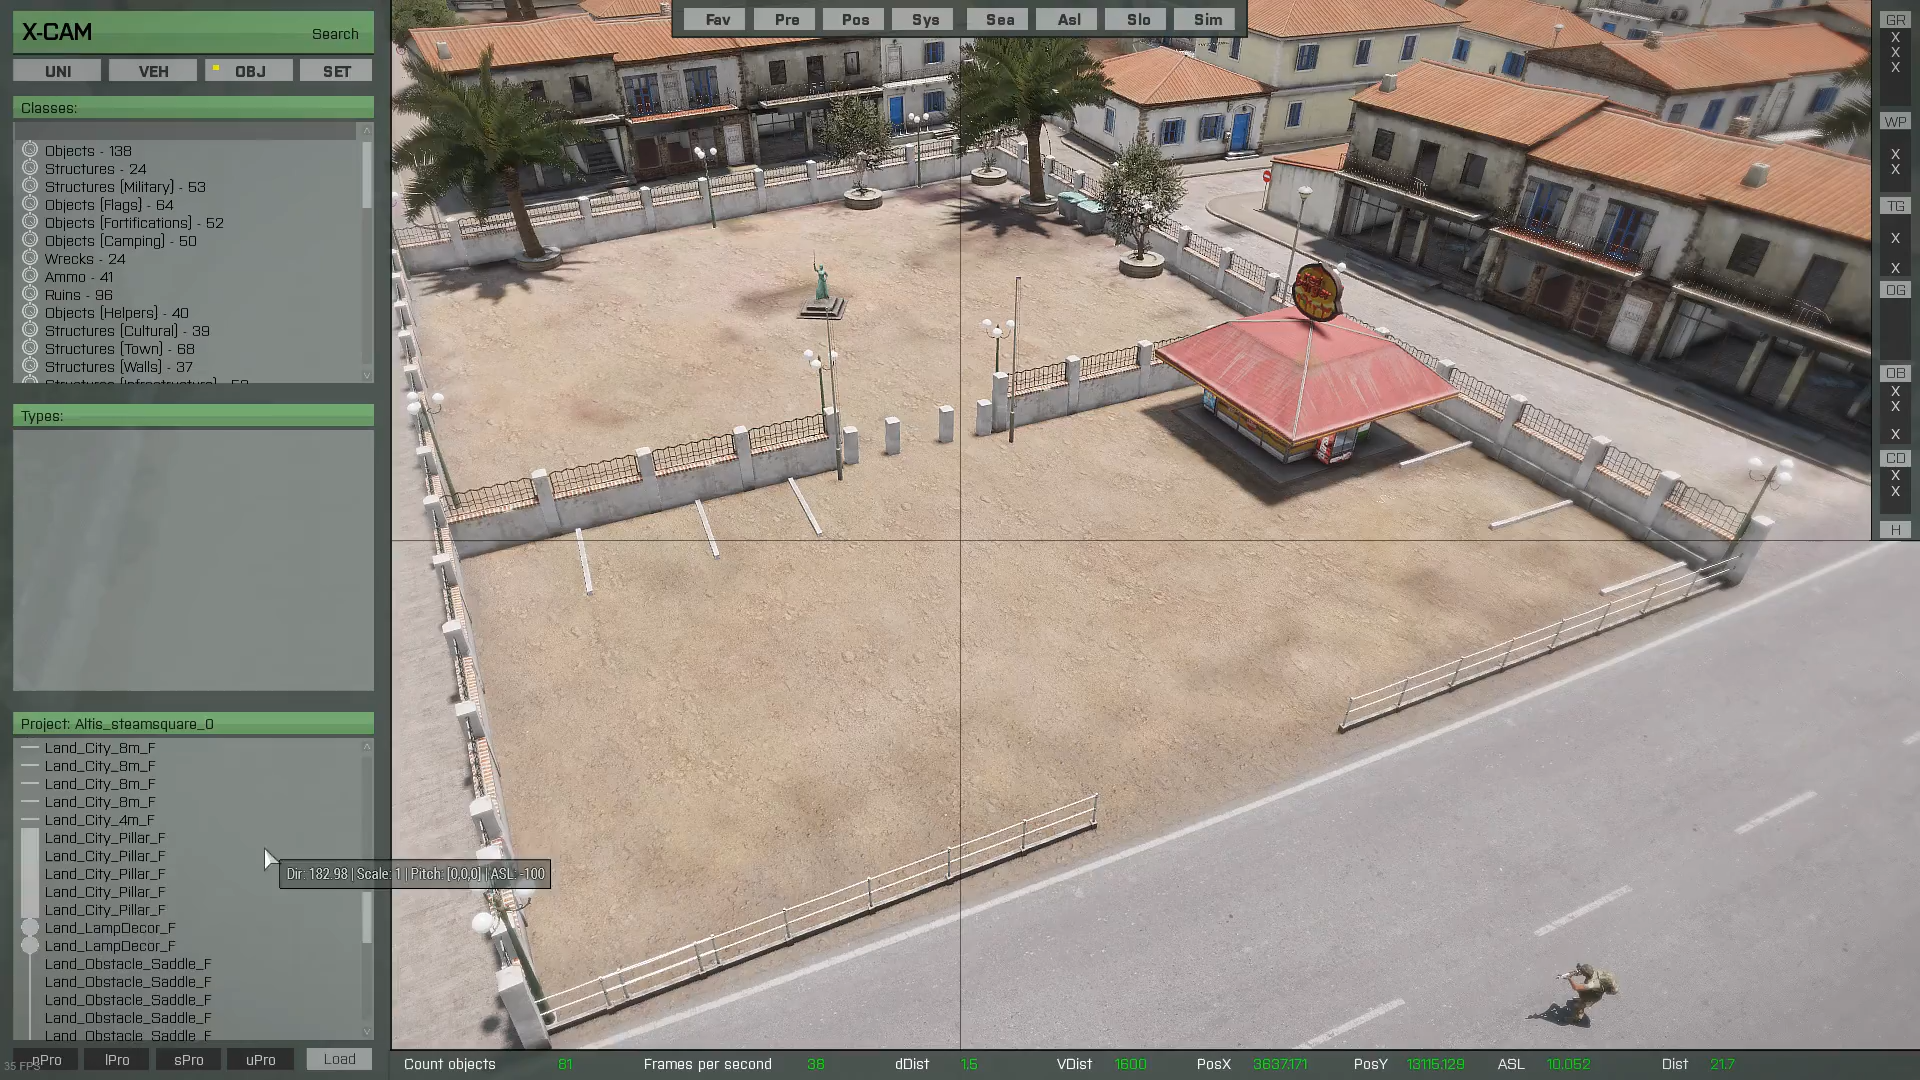 X-CAM
Search
UNI VEH OBJ SET
Classes:
Objects - 138
Structures - 24
Structures (Military) - 53
Objects (Flags) - 64
Objects (Fortifications) - 52
Objects (Camping) - 50
Wrecks - 24
Ammo - 41
Ruins - 96
Objects (Helpers) - 40
Structures (Cultural) - 39
Structures (Town) - 68
Structures (Walls) - 37
Types:
Project: Altis_steamsquare_0
Land_City_8m_F
Land_City_8m_F
Land_City_8m_F
Land_City_8m_F
Land_City_4m_F
Land_City_Pillar_F
Land_City_Pillar_F
Land_City_Pillar_F
Land_City_Pillar_F
Land_City_Pillar_F
Land_LampDecor_F
Land_LampDecor_F
Land_Obstacle_Saddle_F
Land_Obstacle_Saddle_F
Land_Obstacle_Saddle_F
Land_Obstacle_Saddle_F
Land_Obstacle_Saddle_F
nPro lPro sPro uPro Load
35 FPS
Dir: 182.98 | Scale: 1 | Pitch: [0,0,0] | ASL: -100
Fav Pre Pos Sys Sea Asl Slo Sim
GR
X
X
X
WP
X
X
TG
X
X
OG
OB
X
X
X
CO
X
X
H
Count objects 81 Frames per second 38 dDist 1.5 VDist 1600 PosX 3637.171 PosY 13115.129 ASL 10.052 Dist 21.7